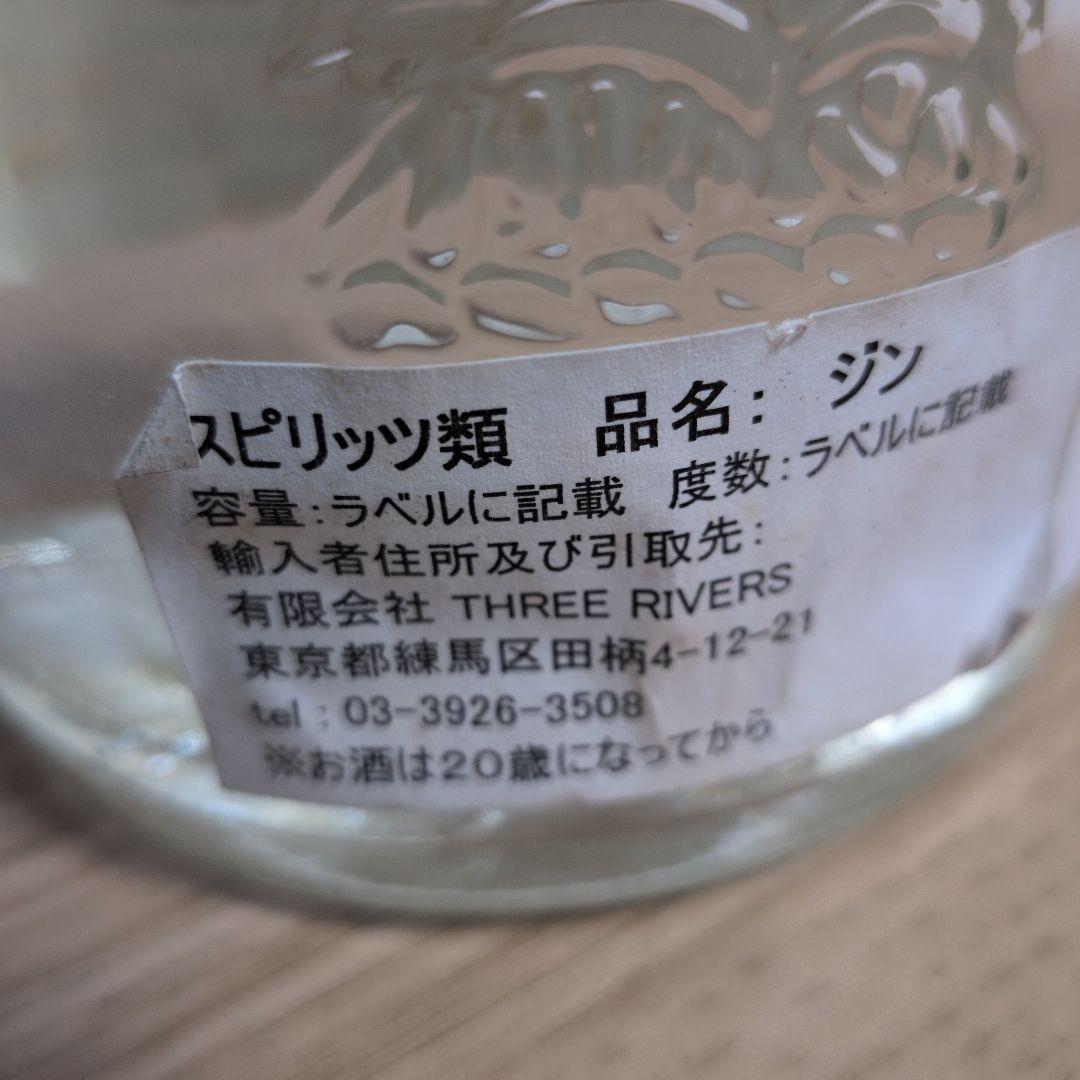 スピリッツ類 品名: ジン
容量:ラベルに記載 度数:ラベルに記載
輸入者住所及び引取先:
有限会社 THREE RIVERS
東京都練馬区田柄4-12-21
tel : 03-3926-3508
※お酒は20歳になってから